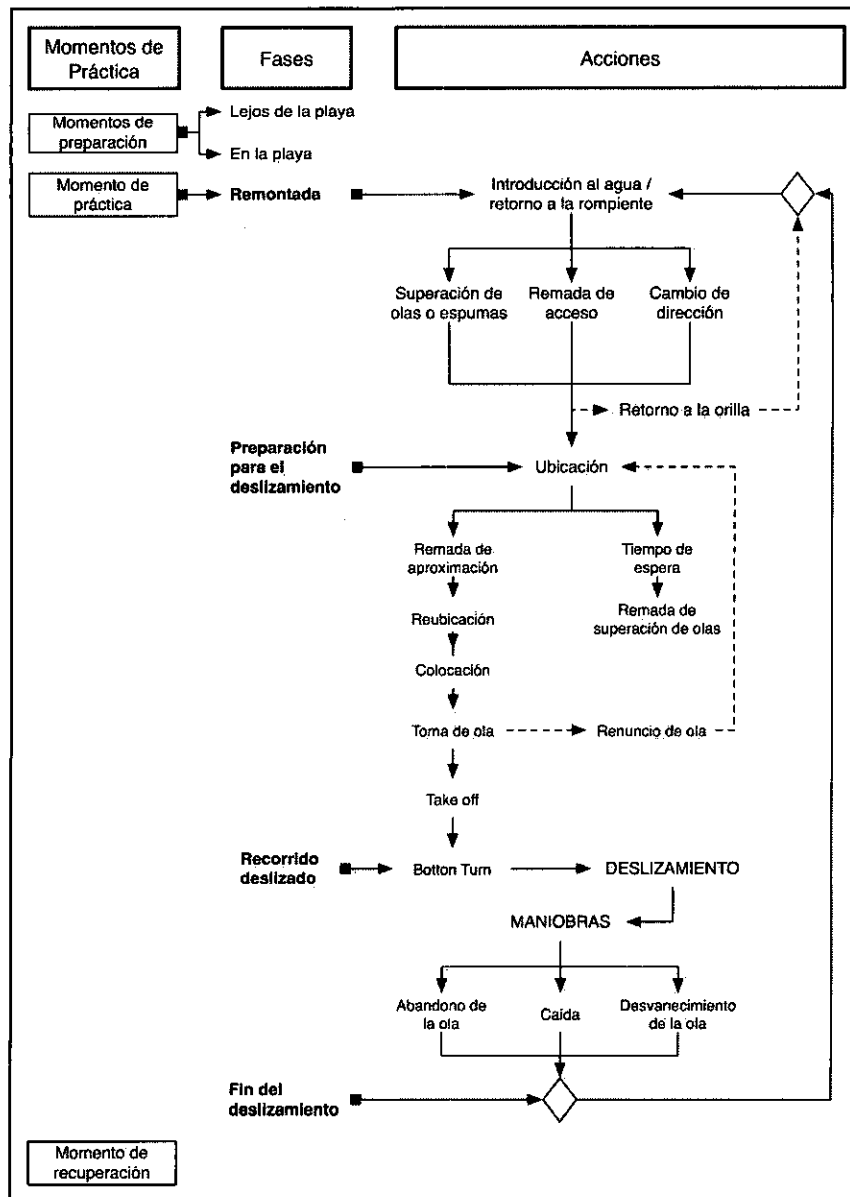 Momentos de
Práctica
Fases
Acciones
Momentos de
preparación
Lejos de la playa
En la playa
Momento de
práctica
Remontada
Introducción al agua /
retorno a la rompiente
Superación de
olas o espumas
Remada de
acceso
Cambio de
dirección
Retorno a la orilla
Preparación
para el
deslizamiento
Ubicación
Remada de
aproximación
Tiempo de
espera
Reubicación
Remada de
superación de olas
Colocación
Toma de ola
Renuncio de ola
Take off
Recorrido
deslizado
Botton Turn
DESLIZAMIENTO
MANIOBRAS
Abandono de
la ola
Caída
Desvanecimiento
de la ola
Fin del
deslizamiento
Momento de
recuperación